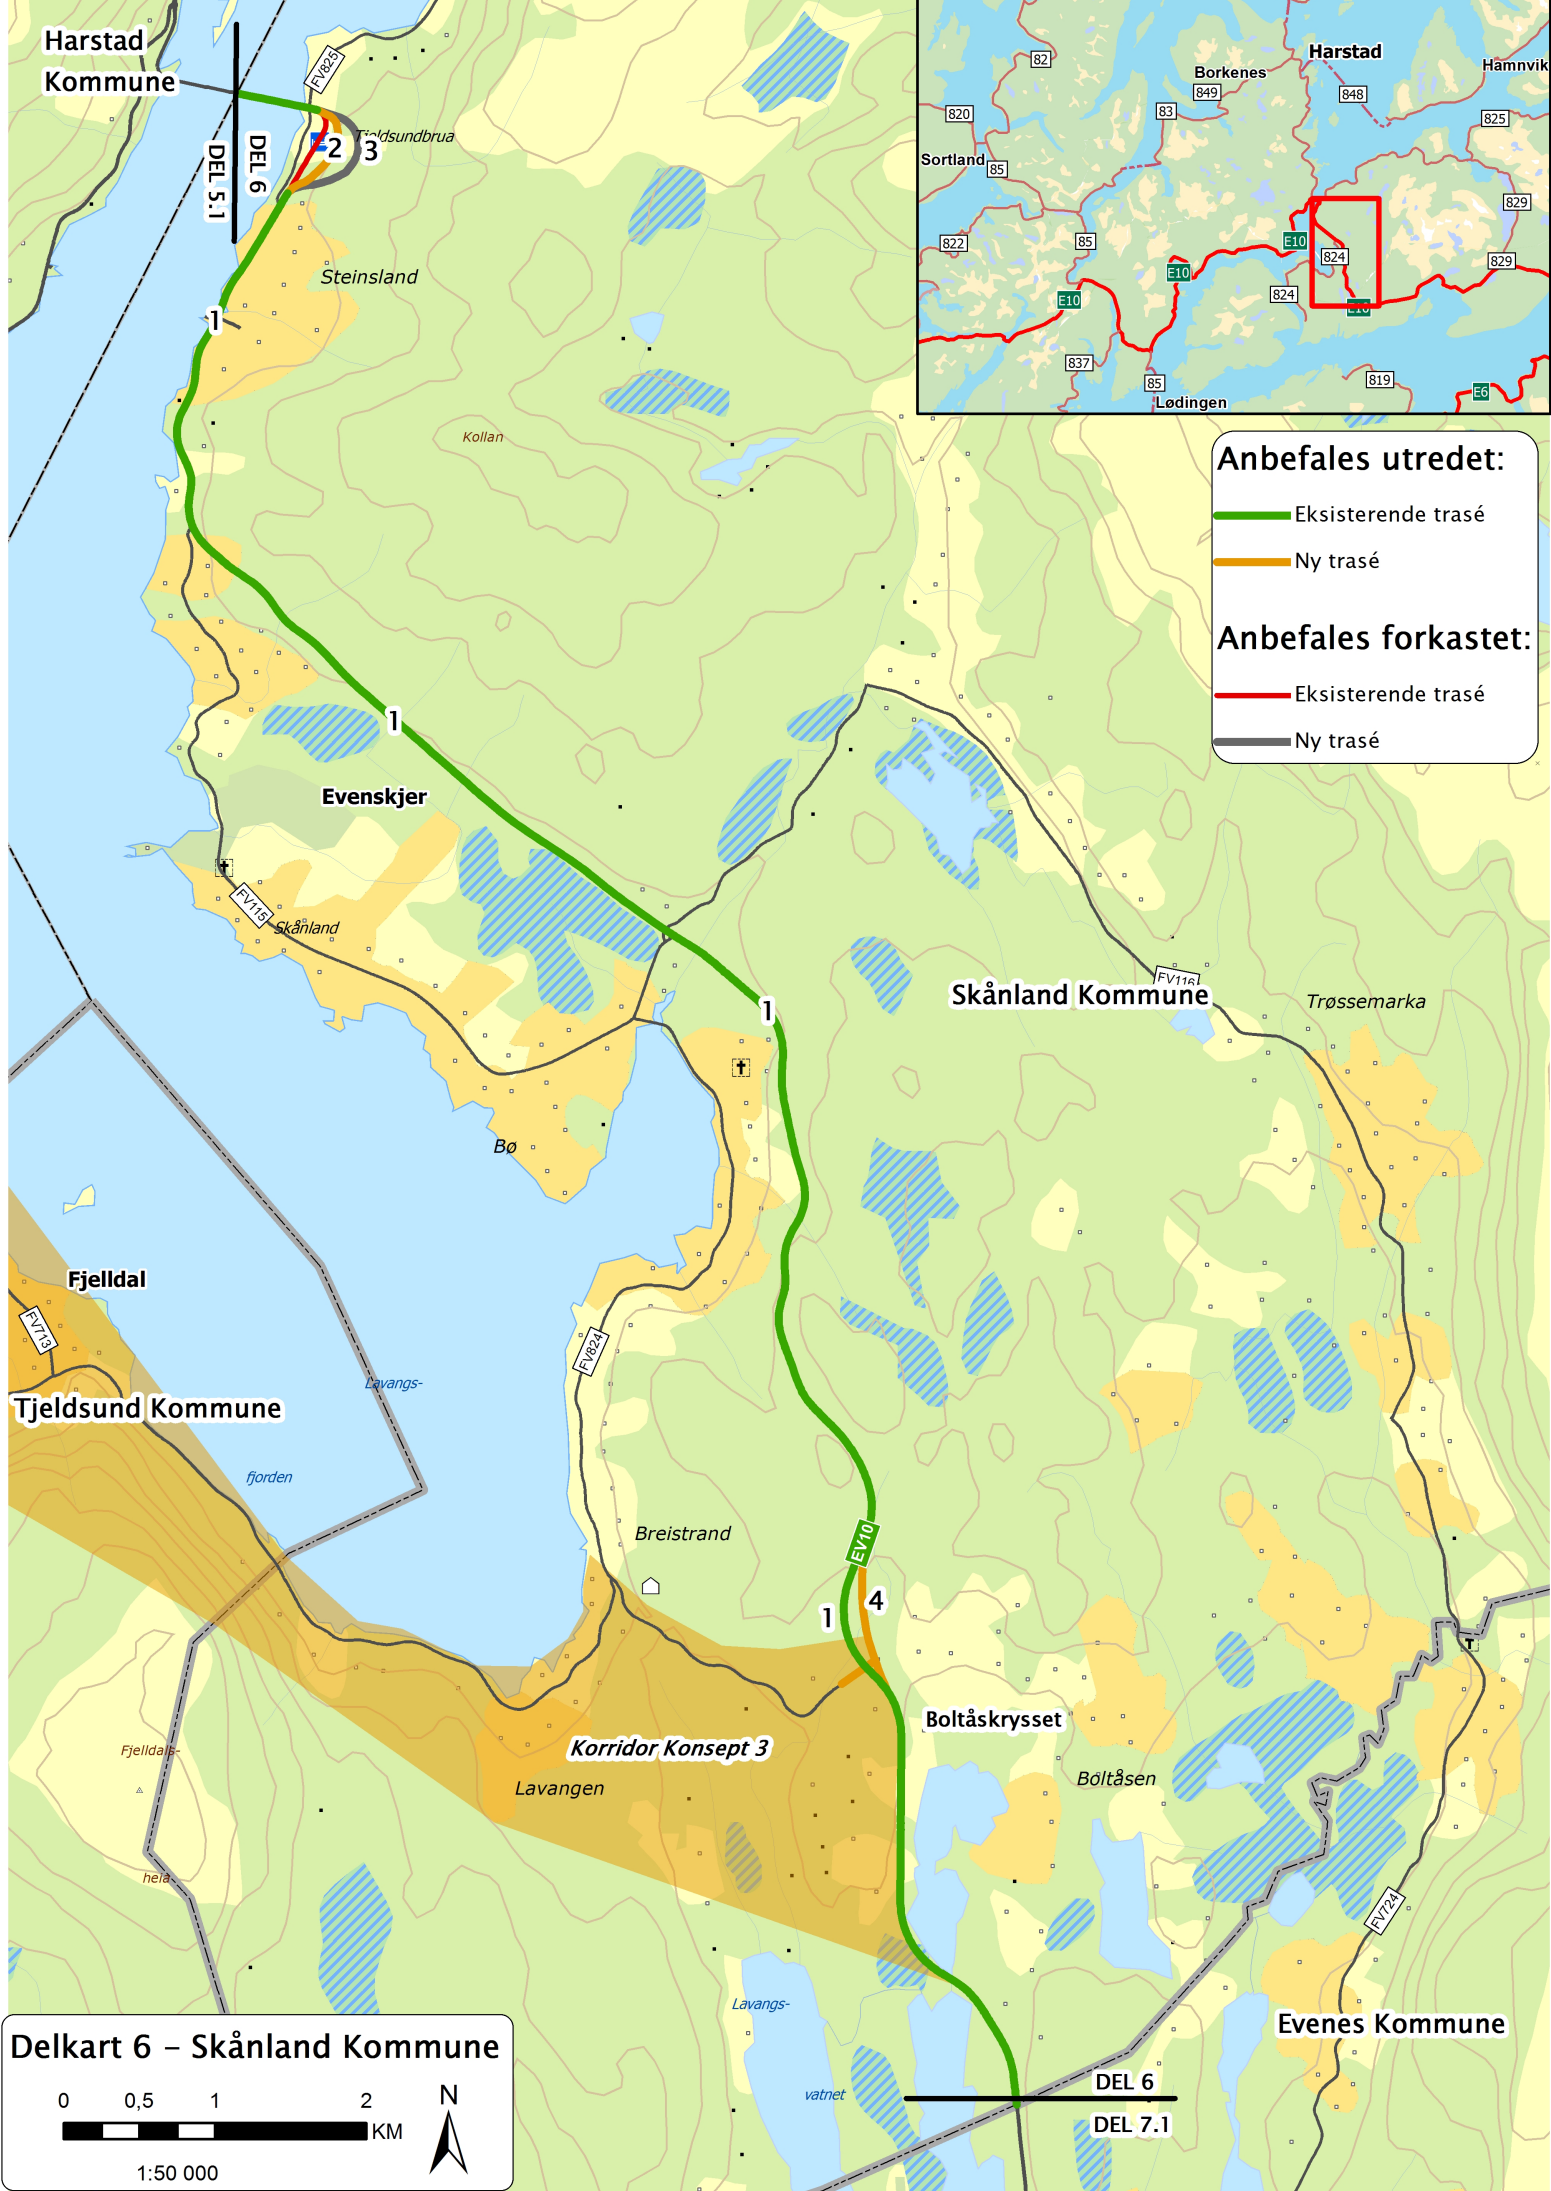 Harstad
Kommune
FV825
DEL 5.1
DEL 6
Tjeldsundbrua
2
3
Steinsland
1
Kollan
1
Evenskjer
FV115
Skånland
1
FV116
Skånland Kommune
Trøssemarka
Bø
Fjelldal
FV713
FV824
Lavangs-
Tjeldsund Kommune
fjorden
Breistrand
EV10
4
1
Boltåskrysset
Korridor Konsept 3
Fjelldals-
Lavangen
Boltåsen
heia
FV724
Lavangs-
Evenes Kommune
vatnet
DEL 6
DEL 7.1
82
Harstad
Borkenes
849
848
Hamnvik
820
83
825
Sortland
85
829
822
85
E10
824
829
E10
E10
824
E10
837
85
819
E6
Lødingen
Anbefales utredet:
Eksisterende trasé
Ny trasé
Anbefales forkastet:
Eksisterende trasé
Ny trasé
Delkart 6 – Skånland Kommune
0 0,5 1 2
KM
N
1:50 000